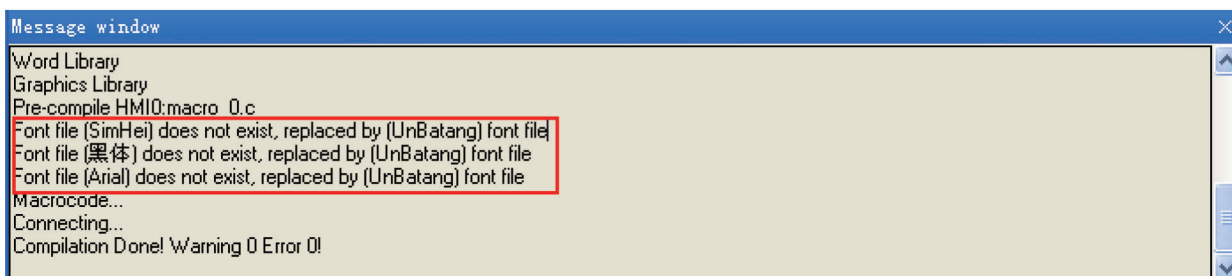 Message window
Word Library
Graphics Library
Pre-compile HMI0:macro_0.c
Font file (SimHei) does not exist, replaced by (UnBatang) font file
Font file (黑体) does not exist, replaced by (UnBatang) font file
Font file (Arial) does not exist, replaced by (UnBatang) font file
Macrocode...
Connecting...
Compilation Done! Warning 0 Error 0!